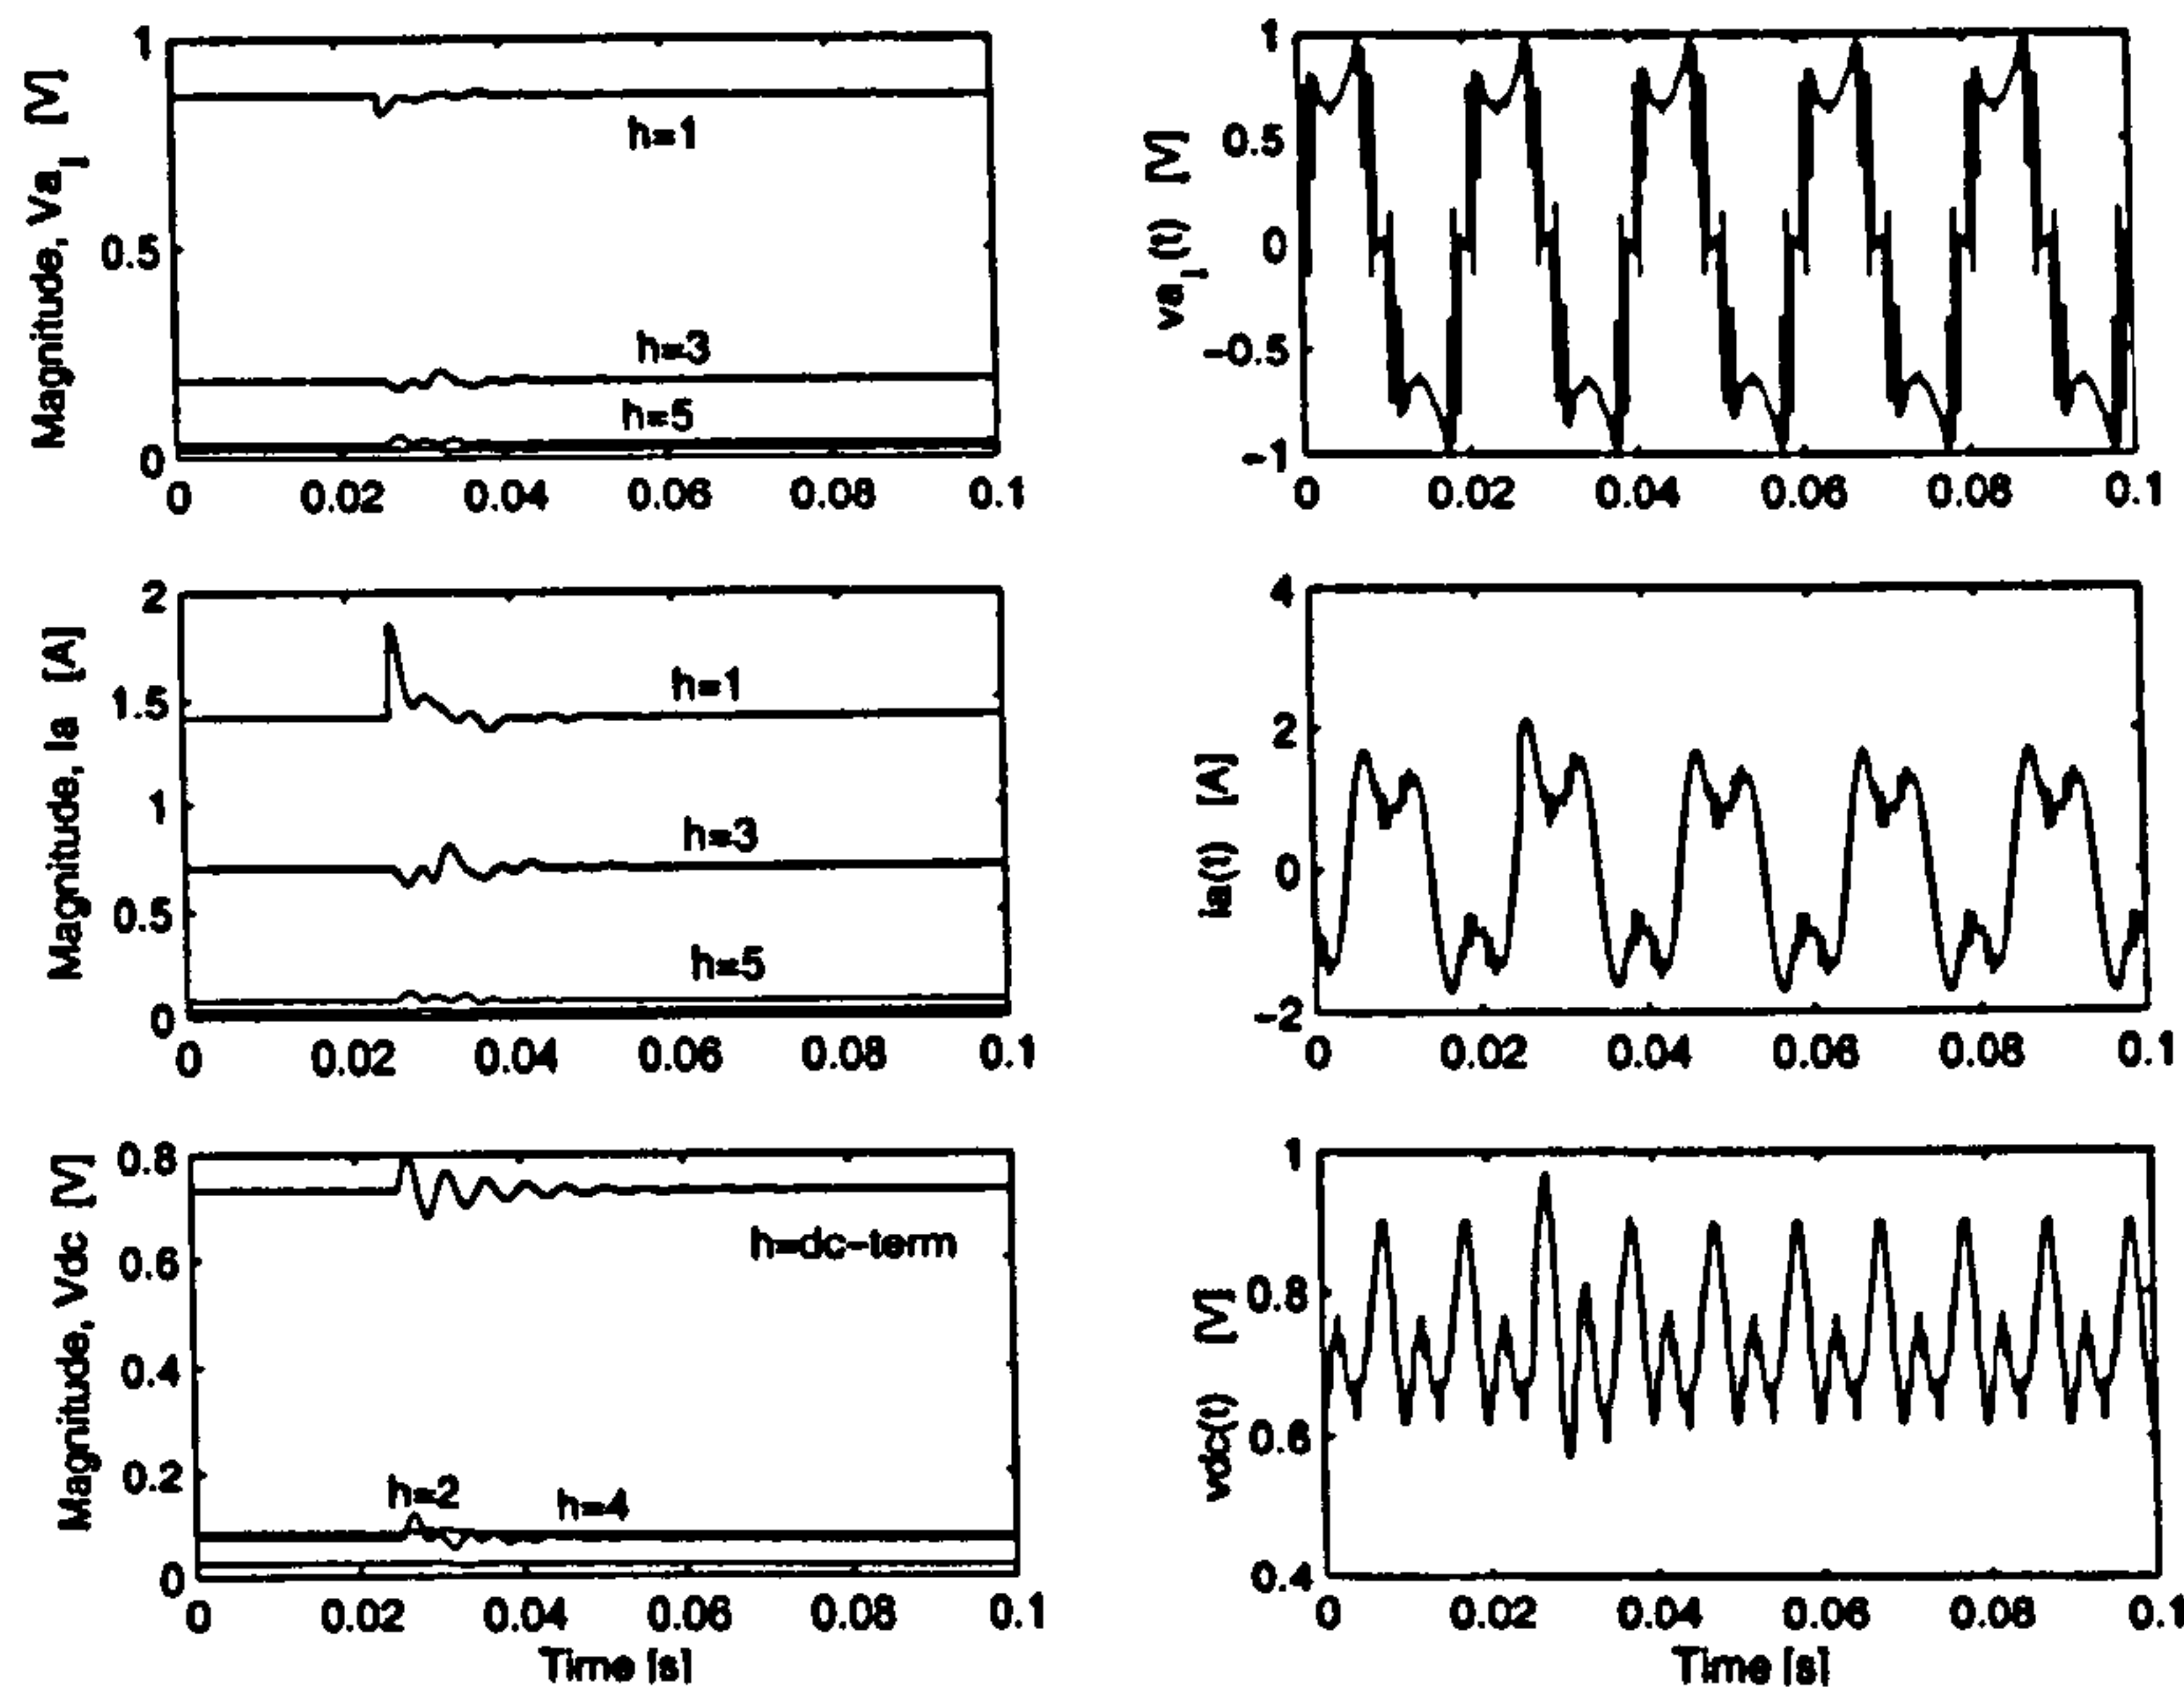 Magnitude, Va₁ [V]
1
0.5
0
h=1
h=3
h=5
0 0.02 0.04 0.06 0.08 0.1
va₁(t) [V]
1
0.5
0
-0.5
-1
0 0.02 0.04 0.06 0.08 0.1
Magnitude, Ia [A]
2
1.5
1
0.5
0
h=1
h=3
h=5
0 0.02 0.04 0.06 0.08 0.1
ia(t) [A]
4
2
0
-2
0 0.02 0.04 0.06 0.08 0.1
Magnitude, Vdc [V]
0.8
0.6
0.4
0.2
0
h=dc-term
h=2 h=4
0 0.02 0.04 0.06 0.08 0.1
Time [s]
vdc(t) [V]
1
0.8
0.6
0.4
0 0.02 0.04 0.06 0.08 0.1
Time [s]